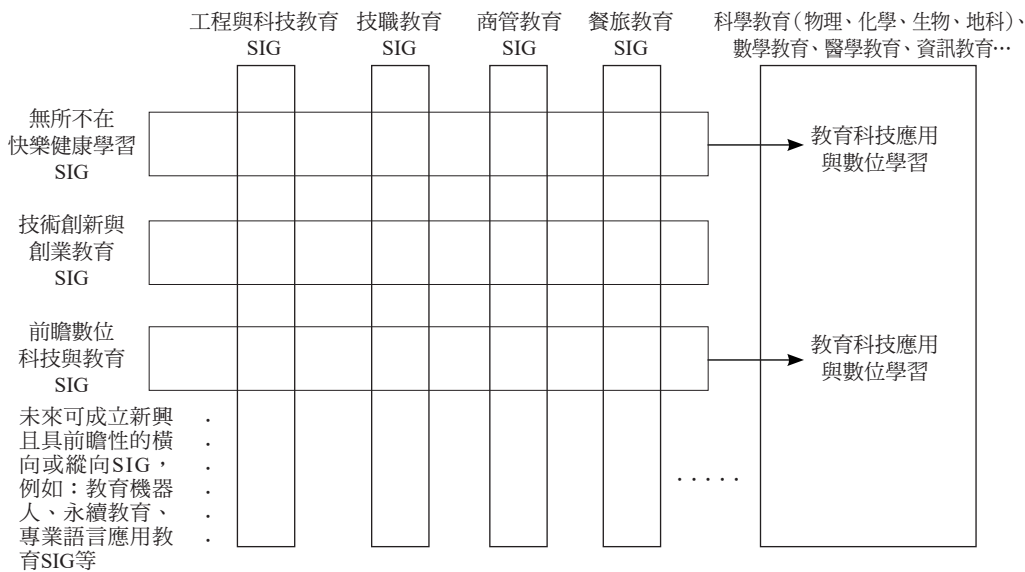 工程與科技教育
SIG
技職教育
SIG
商管教育
SIG
餐旅教育
SIG
科學教育（物理、化學、生物、地科）、
數學教育、醫學教育、資訊教育…
無所不在
快樂健康學習
SIG
教育科技應用
與數位學習
技術創新與
創業教育
SIG
前瞻數位
科技與教育
SIG
教育科技應用
與數位學習
未來可成立新興
且具前瞻性的橫
向或縱向SIG，
例如：教育機器
人、永續教育、
專業語言應用教
育SIG等
. . . . . .
. . . . .